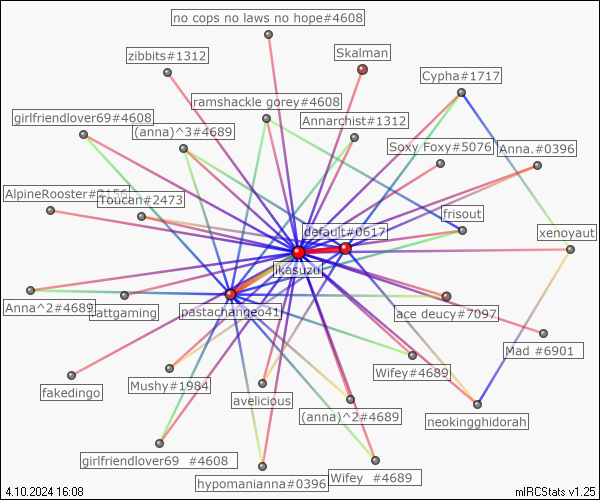 no cops no laws no hope#4608
Skalman
zibbits#1312
Cypha#1717
ramshackle gorey#4608
girlfriendlover69#4608
Annarchist#1312
(anna)^3#4689
Soxy Foxy#5076
Anna.#0396
AlpineRooster#2156
Toucan#2473
frisout
default#0617
xenoyaut
likasuzu
Anna^2#4689
pastachangeo41
ace deucy#7097
Mad #6901
Wifey#4689
Mushy#1984
fakedingo
avelicious
(anna)^2#4689
neokingghidorah
girlfriendlover69 #4608
hypomanianna#0396
Wifey #4689
4.10.2024 16:08
mIRCStats v1.25